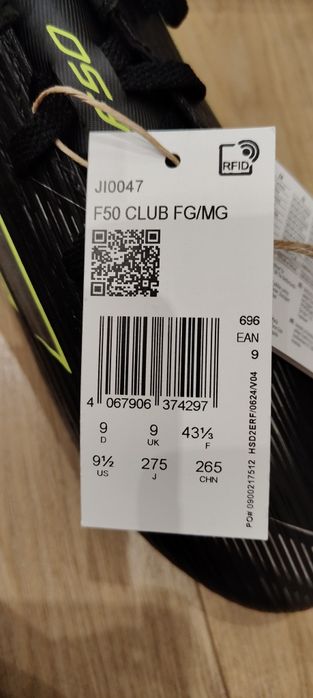 F50
RFID
JI0047
F50 CLUB FG/MG
696
EAN
9
4 067906 374297
9 9 43⅓
D UK F
9½ 275 265
US J CHN
PO# 0900217512 HSD2ERF/0624/V04